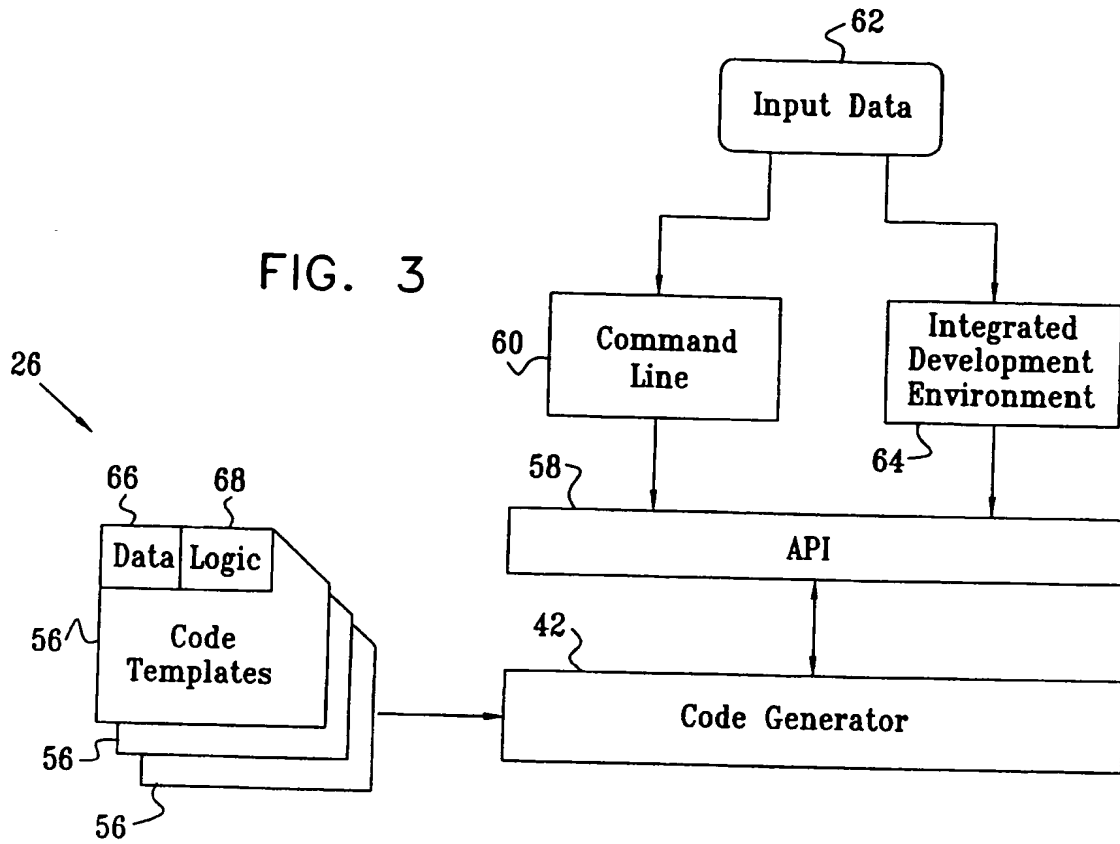 62
Input Data
FIG. 3
60
Command
Line
Integrated
Development
Environment
64
26
58
API
66
68
Data
Logic
56
Code
Templates
42
Code Generator
56
56